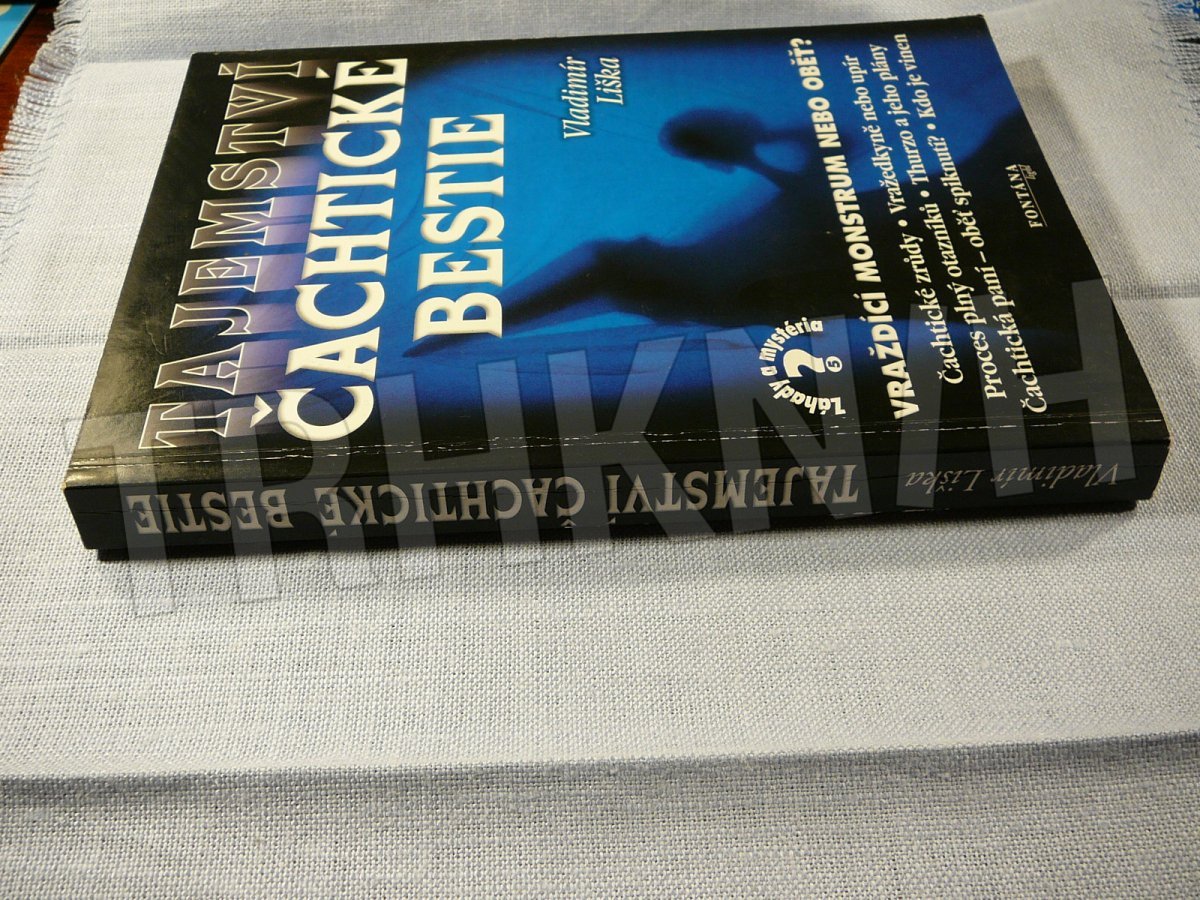 TAJEMSTVÍ
ČACHTICKÉ
BESTIE
Vladimír
Liška
Záhady a mystéria
?
5
VRAŽDÍCÍ MONSTRUM NEBO OBĚŤ?
Čachtické zrůdy • Vražedkyně nebo upír
Proces plný otazníků • Thurzo a jeho plány
Čachtická paní – oběť spiknutí? • Kdo je vinen
FONTÁNA
Vladimír Liška
TAJEMSTVÍ ČACHTICKÉ BESTIE
TRHKNIH